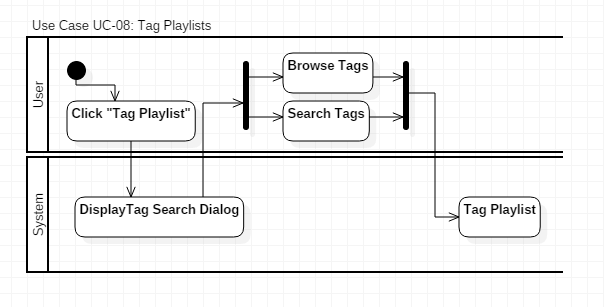 Use Case UC-08: Tag Playlists
User
Browse Tags
Click "Tag Playlist"
Search Tags
System
DisplayTag Search Dialog
Tag Playlist